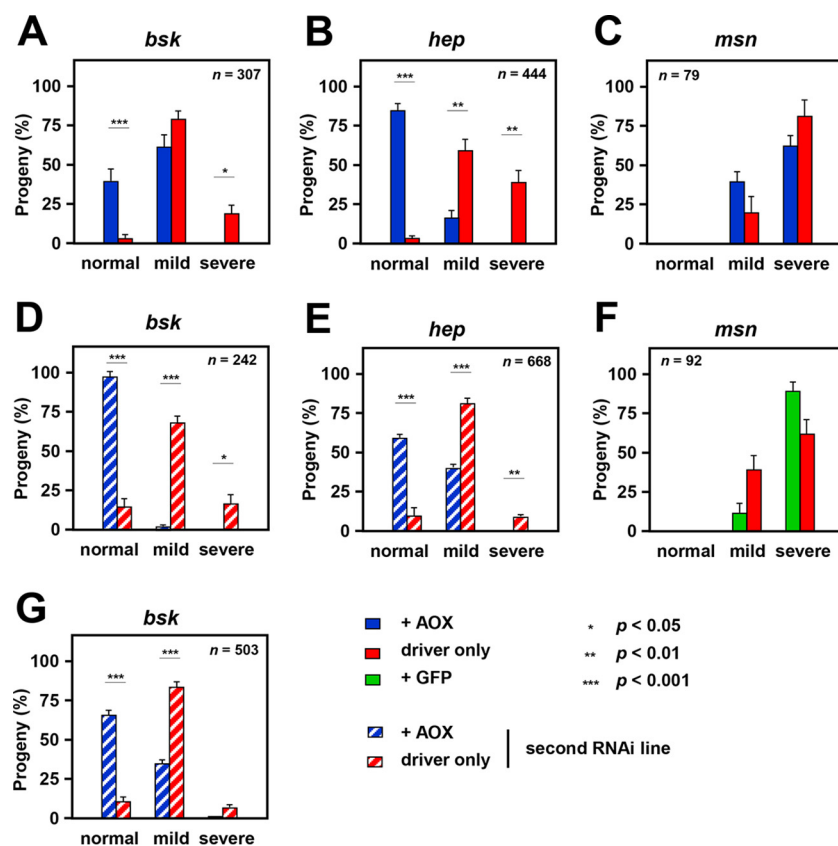 A
bsk
n = 307
Progeny (%)
100
75
50
25
0
***
*
normal mild severe
B
hep
n = 444
Progeny (%)
100
75
50
25
0
***
**
**
normal mild severe
C
msn
n = 79
Progeny (%)
100
75
50
25
0
normal mild severe
D
bsk
n = 242
Progeny (%)
100
75
50
25
0
***
***
*
normal mild severe
E
hep
n = 668
Progeny (%)
100
75
50
25
0
***
***
**
normal mild severe
F
msn
n = 92
Progeny (%)
100
75
50
25
0
normal mild severe
G
bsk
n = 503
Progeny (%)
100
75
50
25
0
***
***
normal mild severe
+ AOX
driver only
+ GFP
* p < 0.05
** p < 0.01
*** p < 0.001
+ AOX
driver only
second RNAi line